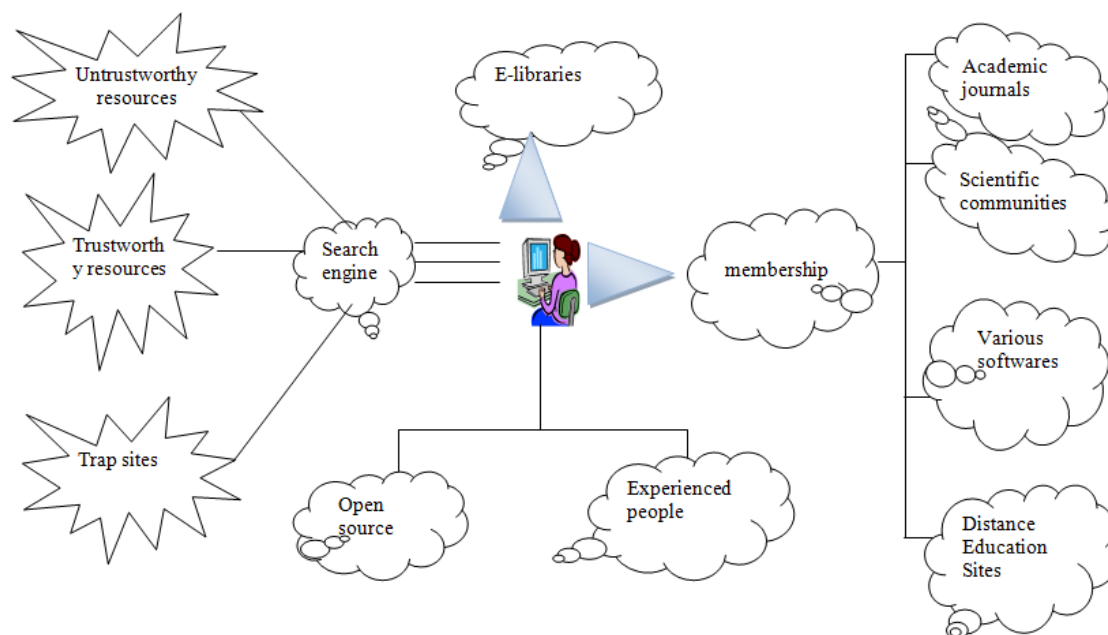 Untrustworthy
resources
E-libraries
Academic
journals
Trustworth
y resources
Search
engine
membership
Scientific
communities
Various
softwares
Trap sites
Open
source
Experienced
people
Distance
Education
Sites